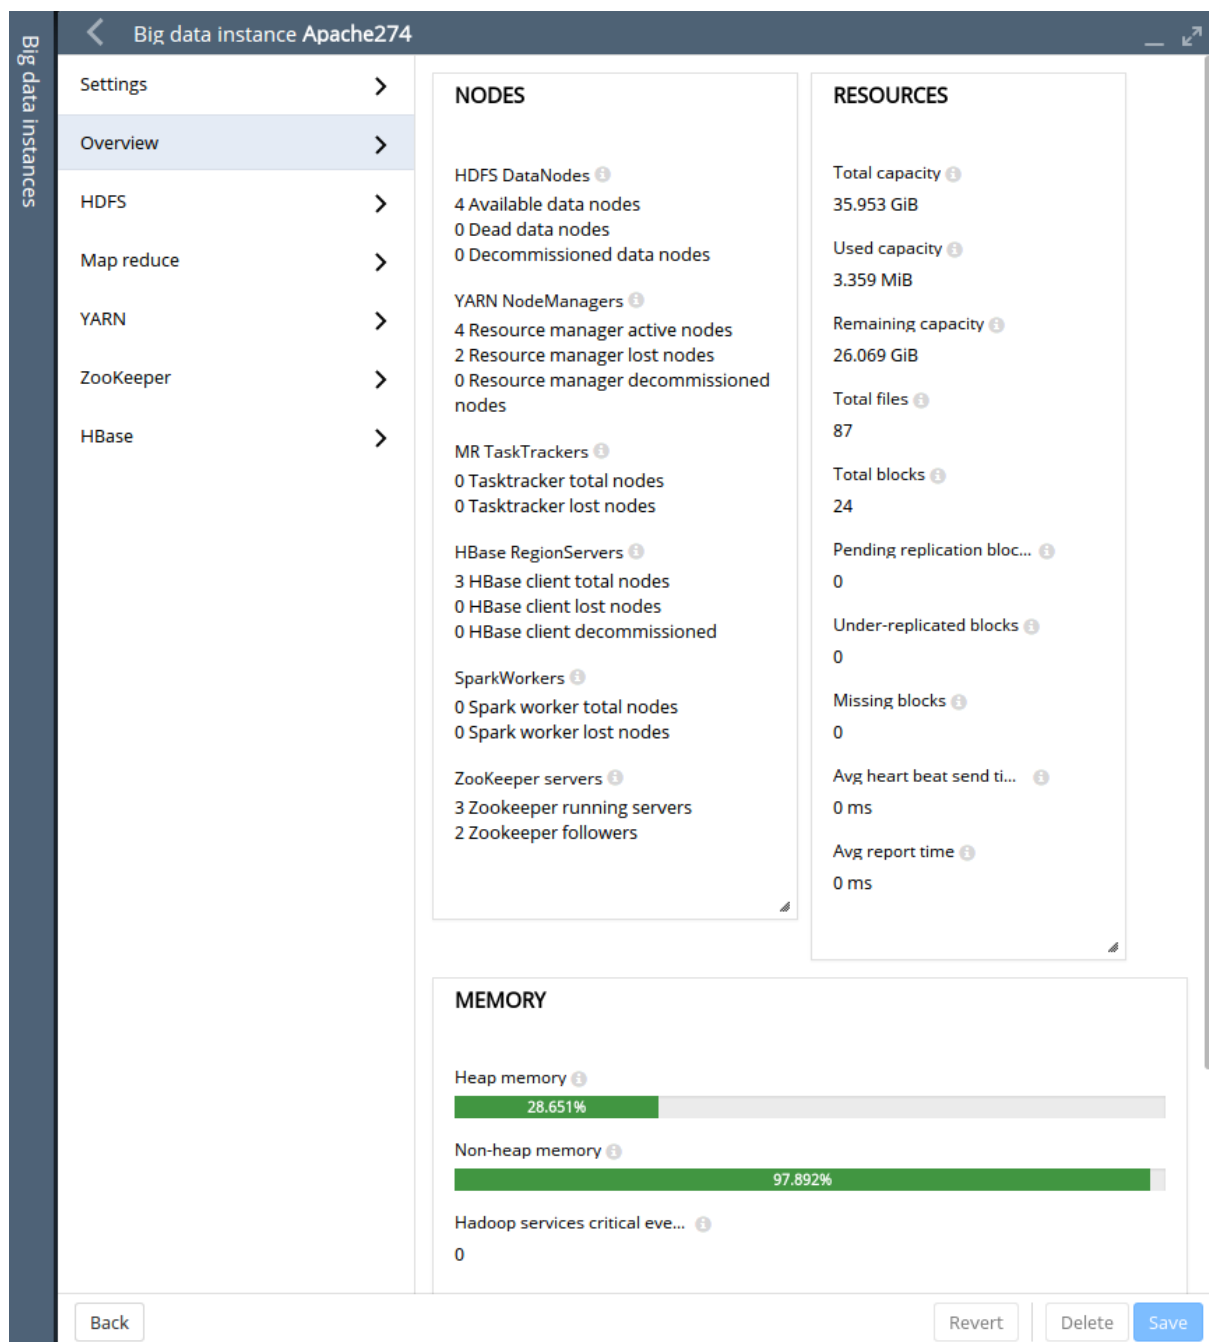 Big data instances
Big data instance Apache274
Settings
Overview
HDFS
Map reduce
YARN
ZooKeeper
HBase
NODES
HDFS DataNodes
4 Available data nodes
0 Dead data nodes
0 Decommissioned data nodes
YARN NodeManagers
4 Resource manager active nodes
2 Resource manager lost nodes
0 Resource manager decommissioned
nodes
MR TaskTrackers
0 Tasktracker total nodes
0 Tasktracker lost nodes
HBase RegionServers
3 HBase client total nodes
0 HBase client lost nodes
0 HBase client decommissioned
SparkWorkers
0 Spark worker total nodes
0 Spark worker lost nodes
ZooKeeper servers
3 Zookeeper running servers
2 Zookeeper followers
RESOURCES
Total capacity
35.953 GiB
Used capacity
3.359 MiB
Remaining capacity
26.069 GiB
Total files
87
Total blocks
24
Pending replication bloc...
0
Under-replicated blocks
0
Missing blocks
0
Avg heart beat send ti...
0 ms
Avg report time
0 ms
MEMORY
Heap memory
28.651%
Non-heap memory
97.892%
Hadoop services critical eve...
0
Back
Revert
Delete
Save